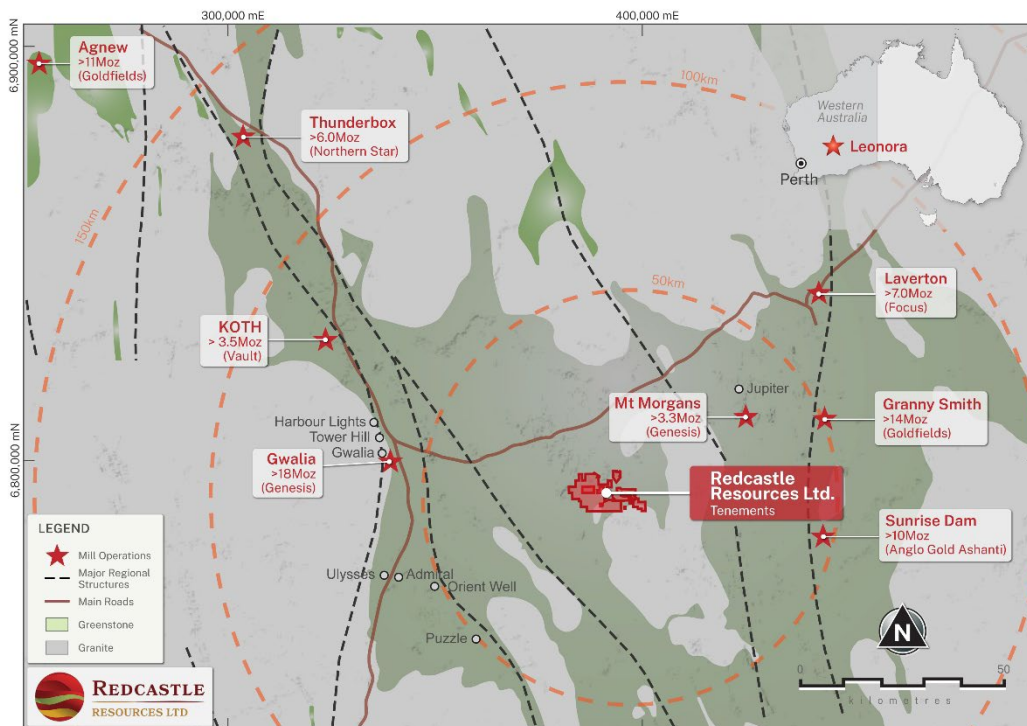 300,000 mE
400,000 mE
6,900,000 mN
6,800,000 mN
Agnew
>11Moz
(Goldfields)
Thunderbox
>6.0Moz
(Northern Star)
100km
150km
50km
Western
Australia
Leonora
Perth
Laverton
>7.0Moz
(Focus)
KOTH
> 3.5Moz
(Vault)
Jupiter
Mt Morgans
>3.3Moz
(Genesis)
Granny Smith
>14Moz
(Goldfields)
Harbour Lights
Tower Hill
Gwalia
Gwalia
>18Moz
(Genesis)
Redcastle
Resources Ltd.
Tenements
Sunrise Dam
>10Moz
(Anglo Gold Ashanti)
Ulysses
Admiral
Orient Well
Puzzle
LEGEND
Mill Operations
Major Regional
Structures
Main Roads
Greenstone
Granite
REDCASTLE
RESOURCES LTD
N
0
50
kilometres